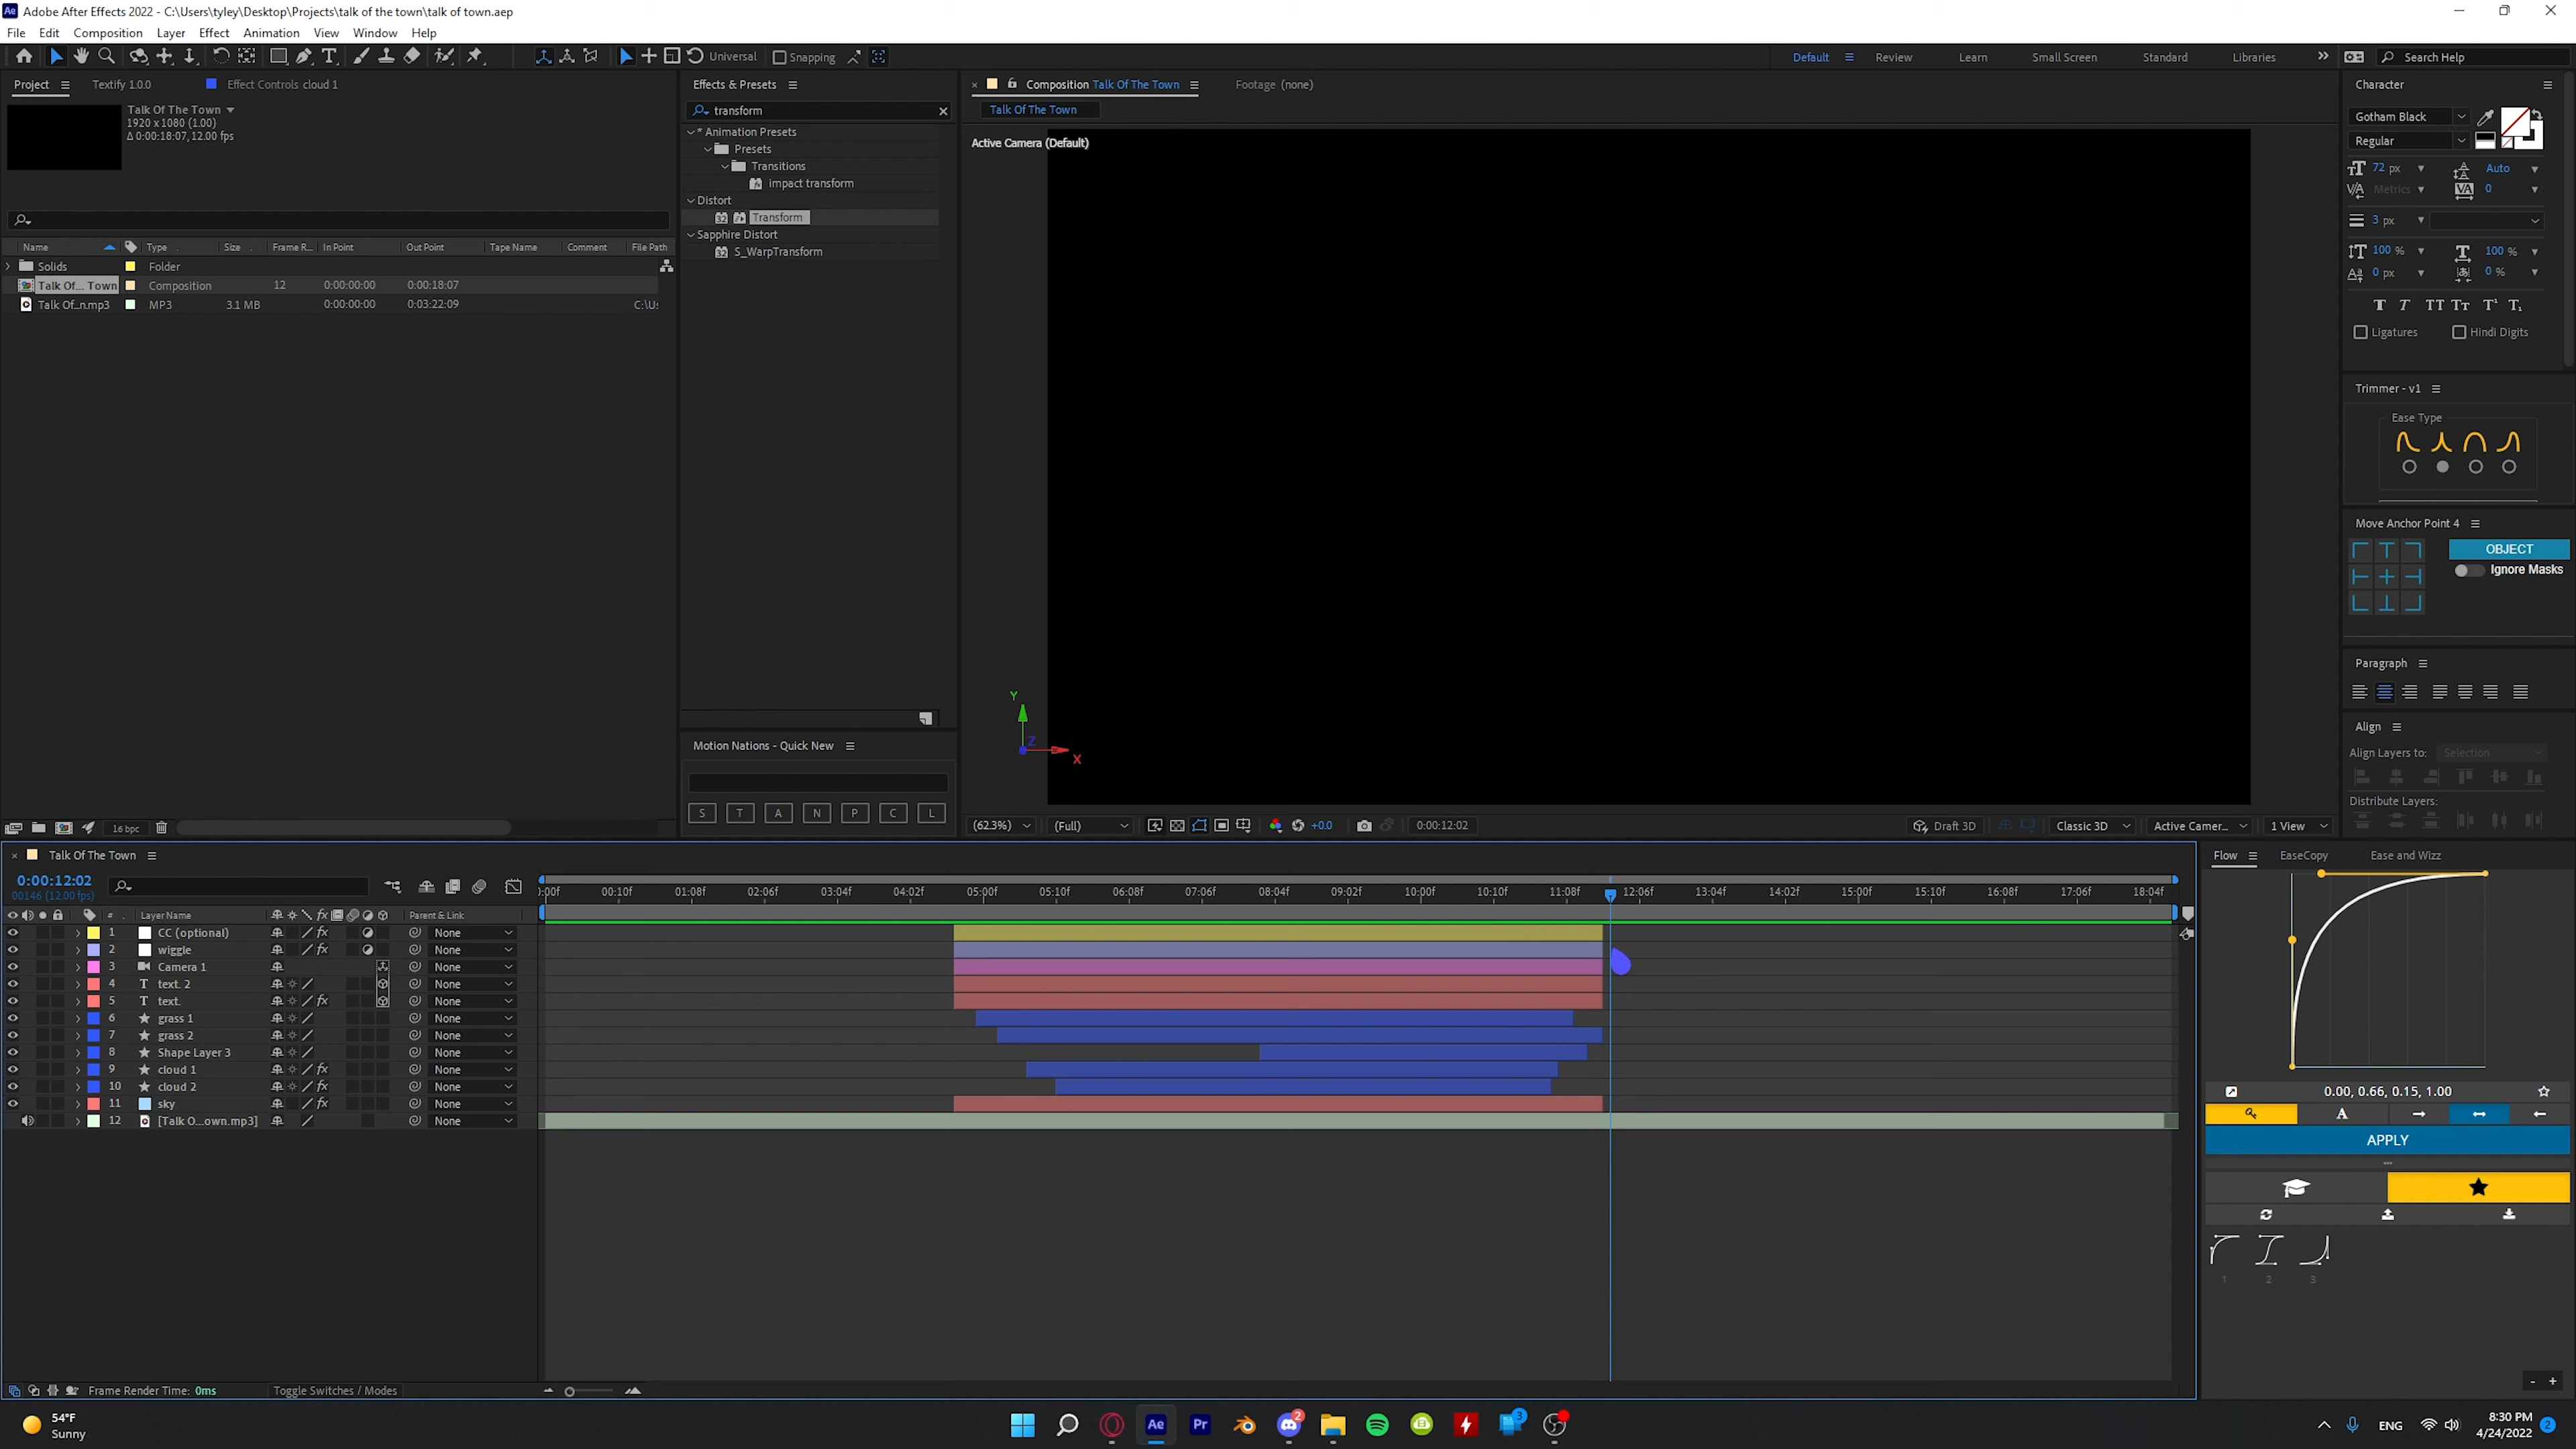 Adobe After Effects 2022 - C:\Users\tyley\Desktop\Projects\talk of the town\talk of town.aep
File Edit Composition Layer Effect Animation View Window Help
Universal Snapping Default Review Learn Small Screen Standard Libraries Search Help
Project Textify 1.0.0 Effect Controls cloud 1
Talk Of The Town
1920 x 1080 (1.00)
Δ 0:00:18:07, 12.00 fps
Name Type Size Frame R... In Point Out Point Tape Name Comment File Path
Solids Folder
Talk Of... Town Composition 12 0:00:00:00 0:00:18:07
Talk Of...n.mp3 MP3 3.1 MB 0:00:00:00 0:03:22:09 C:\U:
16 bpc
Effects & Presets
transform
* Animation Presets
Presets
Transitions
impact transform
Distort
Transform
Sapphire Distort
S_WarpTransform
Motion Nations - Quick New
S T A N P C L
Composition Talk Of The Town Footage (none)
Talk Of The Town
Active Camera (Default)
Y
Z
X
(62.3%) (Full) +0.0 0:00:12:02 Draft 3D Classic 3D Active Camer... 1 View
Character
Gotham Black
Regular
72 px Auto
Metrics 0
3 px
100 % 100 %
0 px 0 %
Ligatures Hindi Digits
Trimmer - v1
Ease Type
Move Anchor Point 4
OBJECT
Ignore Masks
Paragraph
Align
Align Layers to: Selection
Distribute Layers:
Talk Of The Town
0:00:12:02
00146 (12.00 fps)
):00f 00:10f 01:08f 02:06f 03:04f 04:02f 05:00f 05:10f 06:08f 07:06f 08:04f 09:02f 10:00f 10:10f 11:08f 12:06f 13:04f 14:02f 15:00f 15:10f 16:08f 17:06f 18:04f
# Layer Name Parent & Link
1 CC (optional) None
2 wiggle None
3 Camera 1 None
4 text. 2 None
5 text. None
6 grass 1 None
7 grass 2 None
8 Shape Layer 3 None
9 cloud 1 None
10 cloud 2 None
11 sky None
12 [Talk O...own.mp3] None
Frame Render Time: 0ms Toggle Switches / Modes
Flow EaseCopy Ease and Wizz
0.00, 0.66, 0.15, 1.00
A
APPLY
1 2 3
- +
54°F
Sunny
Ae Pr 2 3
ENG
8:30 PM
4/24/2022
2